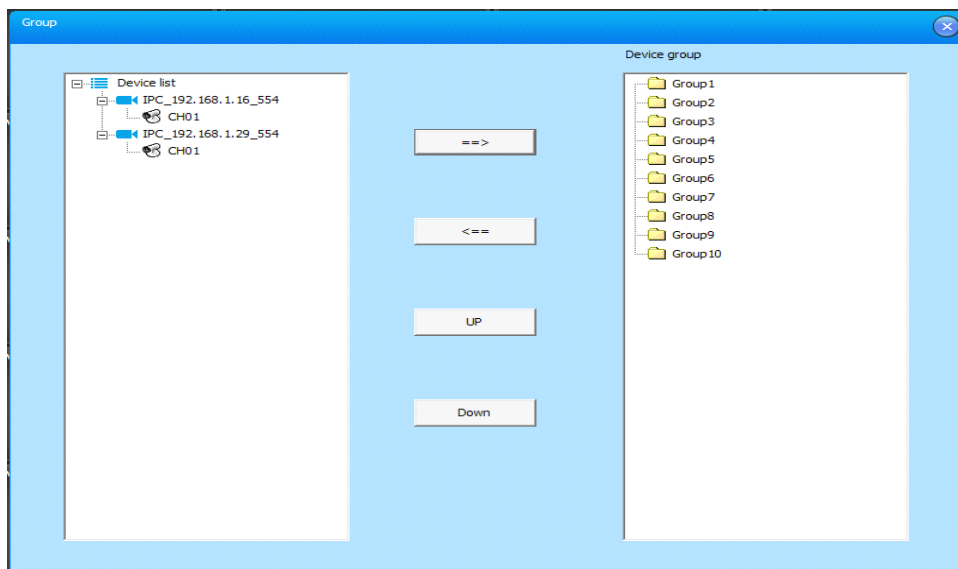 Group
Device list
IPC_192.168.1.16_554
CH01
IPC_192.168.1.29_554
CH01
==>
<==
UP
Down
Device group
Group1
Group2
Group3
Group4
Group5
Group6
Group7
Group8
Group9
Group10